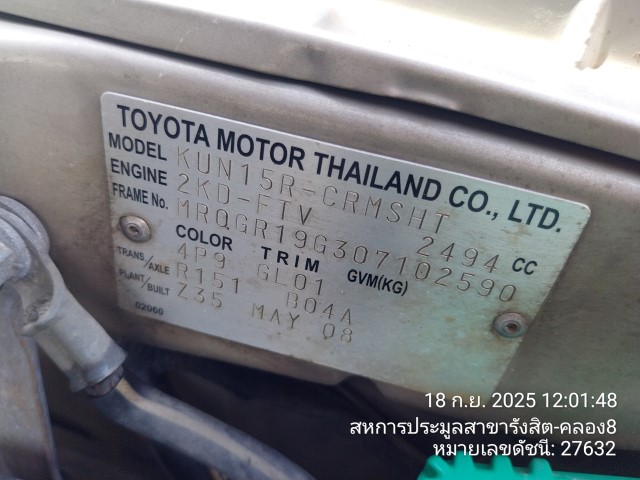 TOYOTA MOTOR THAILAND CO., LTD.
MODEL KUN15R-CRMSHT
ENGINE 2KD-FTV 2494 CC
FRAME No. MR0GR19G307102590
COLOR TRIM GVM(KG)
4P9 GL01
TRANS/AXLE R151 B04A
PLANT/BUILT Z35 MAY 08
02060
18 ก.ย. 2025 12:01:48
สหการประมูลสาขารังสิต-คลอง8
หมายเลขดัชนี: 27632